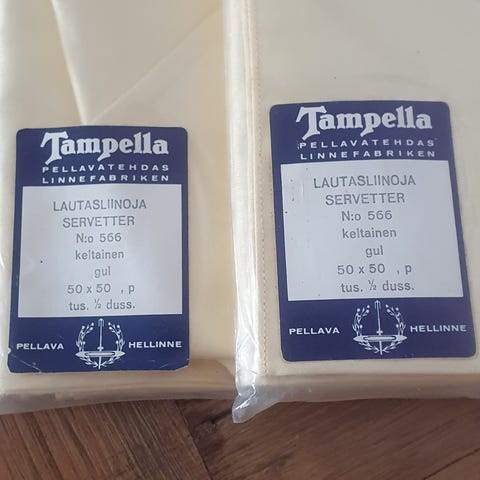 Tampella
PELLAVATEHDAS
LINNEFABRIKEN
LAUTASLIINOJA
SERVETTER
N:o 566
keltainen
gul
50 x 50 , p
tus. ½ duss.
PELLAVA HELLINNE
Tampella
PELLAVATEHDAS
LINNEFABRIKEN
LAUTASLIINOJA
SERVETTER
N:o 566
keltainen
gul
50 x 50 , p
tus. ½ duss.
PELLAVA HELLINNE